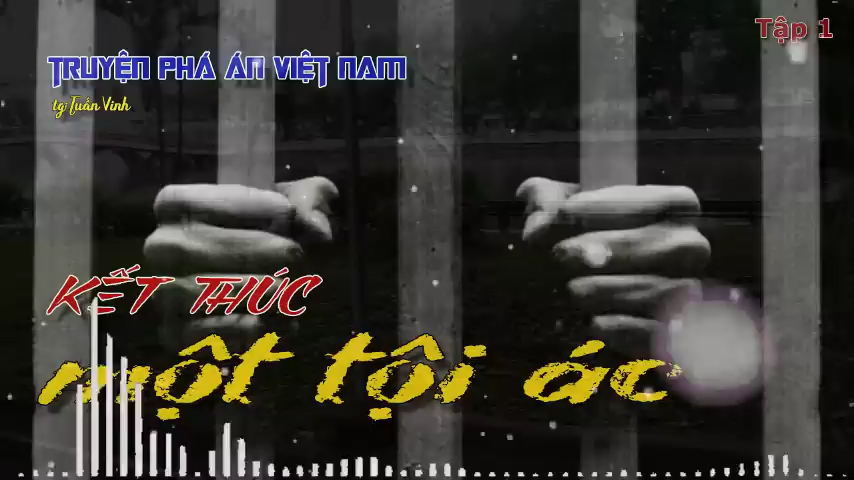 Tập 1
TRUYỆN PHÁ ÁN VIỆT NAM
tg: Tuấn Vinh
KẾT THÚC
một tội ác